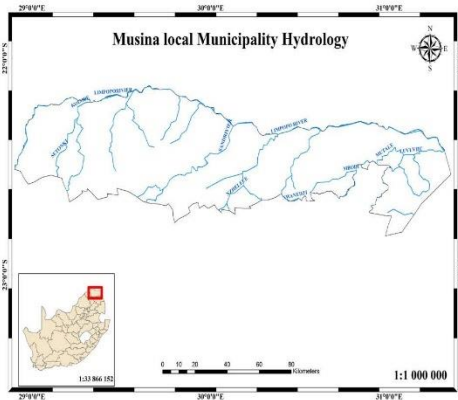 29°0'0"E 30°0'0"E 31°0'0"E
Musina local Municipality Hydrology
N
W E
S
22°0'0"S
LIMPOPORIVIER
KOLOPE
SAND RIVER
LIMPOPO RIVER
MUTALE
LUVUVHU
NWANEDI
23°0'0"S
1:33 866 152
0 10 20 40 60 80
Kilometers
1:1 000 000
29°0'0"E 30°0'0"E 31°0'0"E